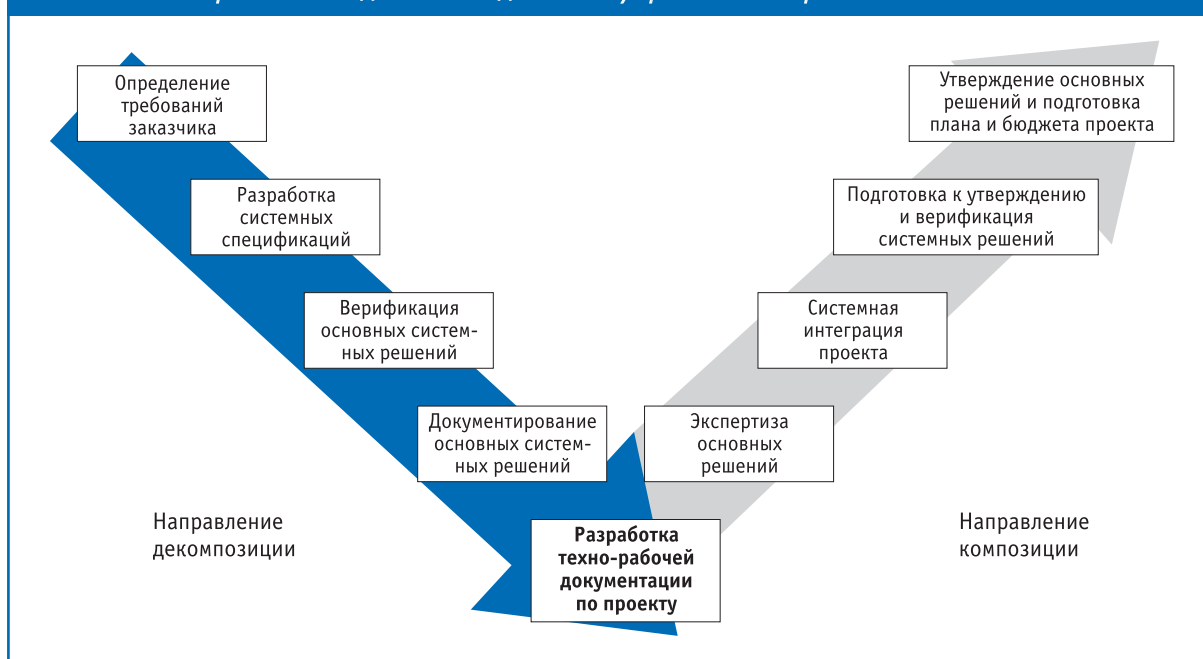 Определение
требований
заказчика
Разработка
системных
спецификаций
Верификация
основных систем-
ных решений
Документирование
основных систем-
ных решений
Разработка
техно-рабочей
документации
по проекту
Экспертиза
основных
решений
Системная
интеграция
проекта
Подготовка к утверждению
и верификация
системных решений
Утверждение основных
решений и подготовка
плана и бюджета проекта
Направление
декомпозиции
Направление
композиции